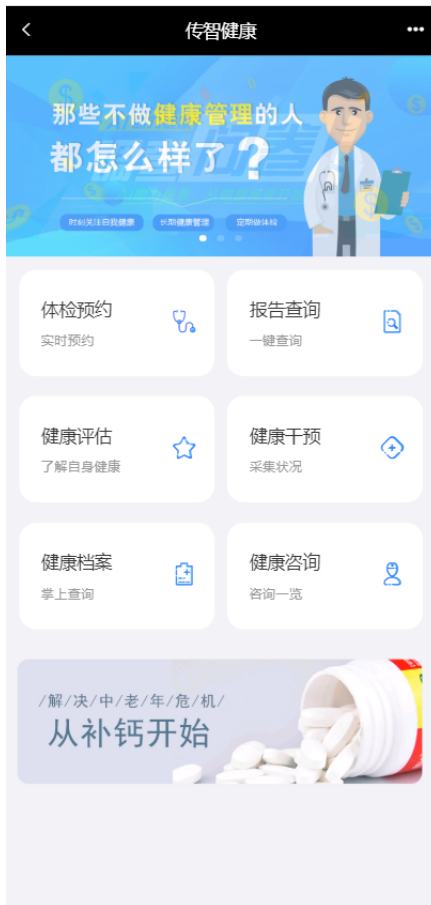 传智健康
那些不做健康管理的人
都怎么样了？
时刻关注自我健康 长期健康管理 定期做体检
体检预约
实时预约
报告查询
一键查询
健康评估
了解自身健康
健康干预
采集状况
健康档案
掌上查询
健康咨询
咨询一览
/解/决/中/老/年/危/机/
从补钙开始